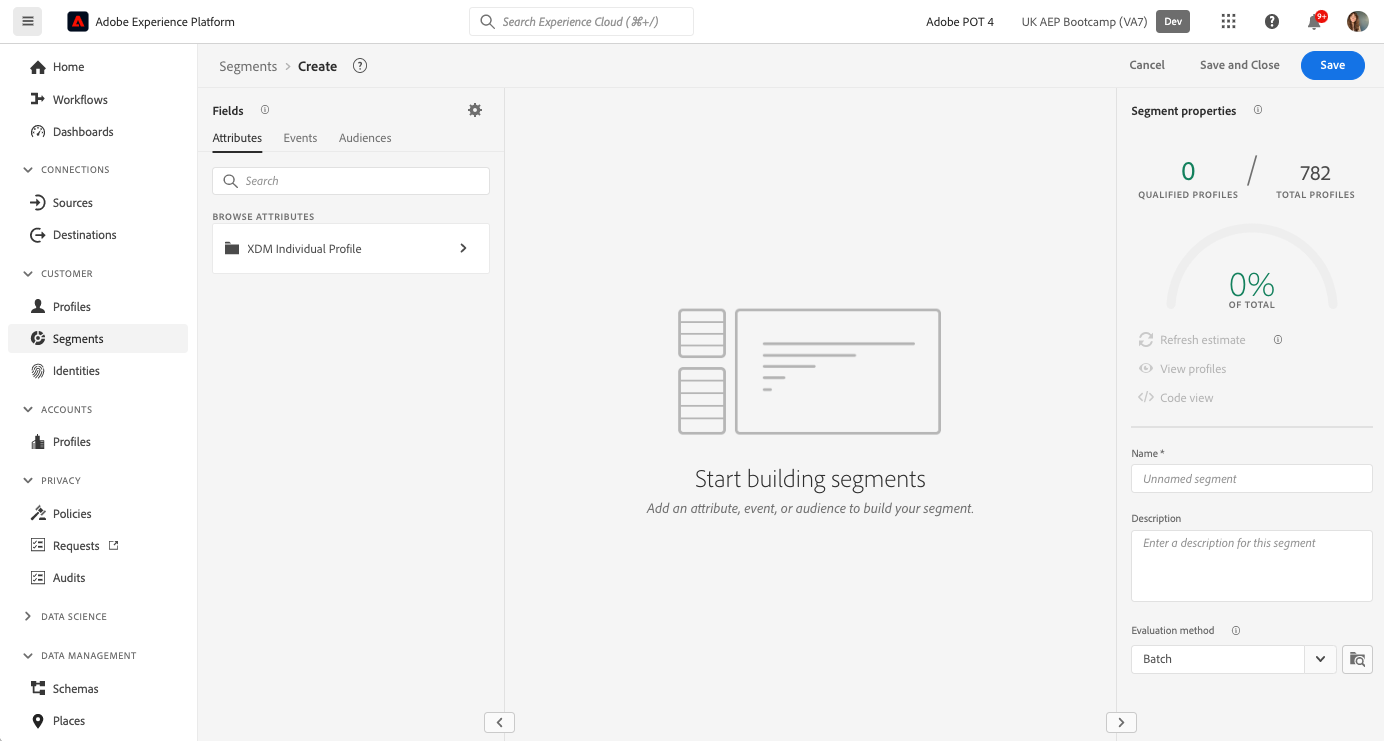 Adobe Experience Platform
Search Experience Cloud (⌘+/)
Adobe POT 4
UK AEP Bootcamp (VA7)
Dev
9+
Home
Workflows
Dashboards
CONNECTIONS
Sources
Destinations
CUSTOMER
Profiles
Segments
Identities
ACCOUNTS
Profiles
PRIVACY
Policies
Requests
Audits
DATA SCIENCE
DATA MANAGEMENT
Schemas
Places
Segments > Create
Cancel
Save and Close
Save
Fields
Attributes
Events
Audiences
Search
BROWSE ATTRIBUTES
XDM Individual Profile
Start building segments
Add an attribute, event, or audience to build your segment.
Segment properties
0 / 782
QUALIFIED PROFILES
TOTAL PROFILES
0%
OF TOTAL
Refresh estimate
View profiles
</> Code view
Name *
Unnamed segment
Description
Enter a description for this segment
Evaluation method
Batch